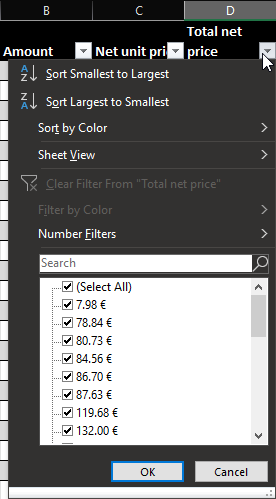 B C D
Amount Net unit pri Total net
price
Sort Smallest to Largest
Sort Largest to Smallest
Sort by Color
Sheet View
Clear Filter From "Total net price"
Filter by Color
Number Filters
Search
(Select All)
7.98 €
78.84 €
80.73 €
84.56 €
86.70 €
87.63 €
119.68 €
132.00 €
OK Cancel